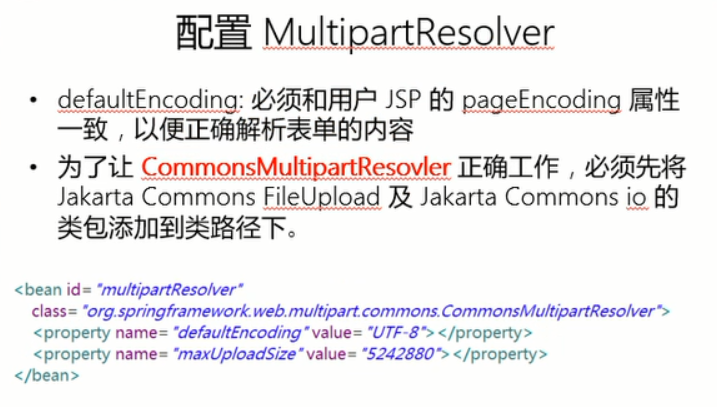 配置 MultipartResolver
• defaultEncoding: 必须和用户 JSP 的 pageEncoding 属性
一致，以便正确解析表单的内容
• 为了让 CommonsMultipartResovler 正确工作，必须先将
Jakarta Commons FileUpload 及 Jakarta Commons io 的
类包添加到类路径下。
<bean id="multipartResolver"
class="org.springframework.web.multipart.commons.CommonsMultipartResolver">
<property name="defaultEncoding" value="UTF-8"></property>
<property name="maxUploadSize" value="5242880"></property>
</bean>